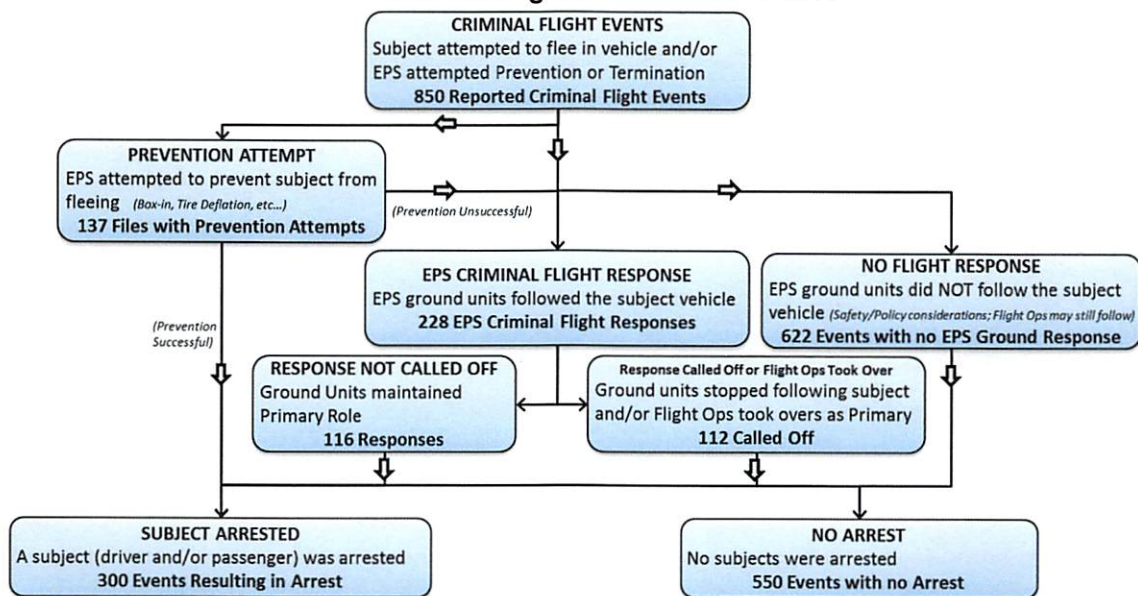 CRIMINAL FLIGHT EVENTS
Subject attempted to flee in vehicle and/or
EPS attempted Prevention or Termination
850 Reported Criminal Flight Events
PREVENTION ATTEMPT
EPS attempted to prevent subject from
fleeing (Box-in, Tire Deflation, etc...)
137 Files with Prevention Attempts
(Prevention Unsuccessful)
EPS CRIMINAL FLIGHT RESPONSE
EPS ground units followed the subject vehicle
228 EPS Criminal Flight Responses
NO FLIGHT RESPONSE
EPS ground units did NOT follow the subject
vehicle (Safety/Policy considerations; Flight Ops may still follow)
622 Events with no EPS Ground Response
(Prevention
Successful)
RESPONSE NOT CALLED OFF
Ground Units maintained
Primary Role
116 Responses
Response Called Off or Flight Ops Took Over
Ground units stopped following subject
and/or Flight Ops took overs as Primary
112 Called Off
SUBJECT ARRESTED
A subject (driver and/or passenger) was arrested
300 Events Resulting in Arrest
NO ARREST
No subjects were arrested
550 Events with no Arrest